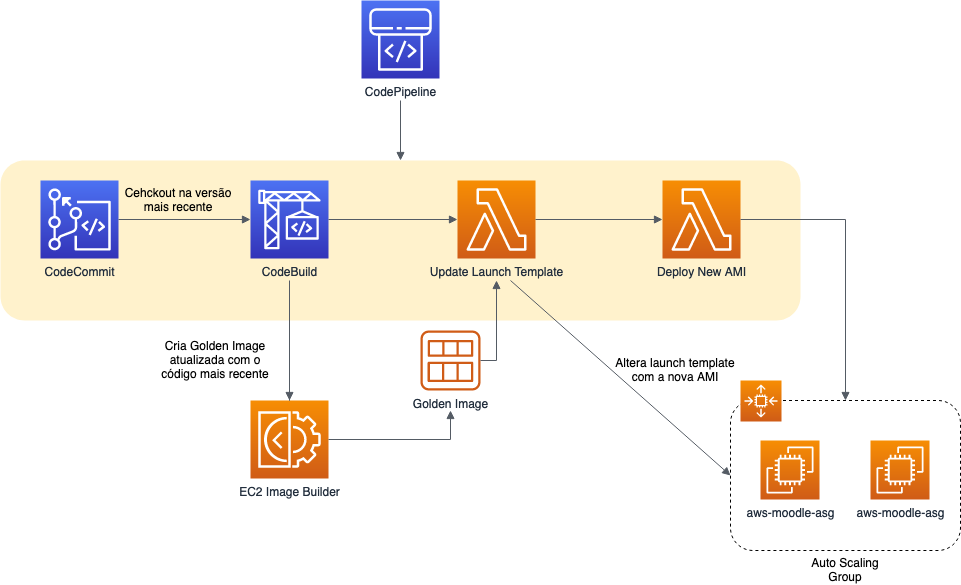 CodePipeline
Cehckout na versão
mais recente
CodeCommit
CodeBuild
Update Launch Template
Deploy New AMI
Cria Golden Image
atualizada com o
código mais recente
Golden Image
Altera launch template
com a nova AMI
EC2 Image Builder
aws-moodle-asg
aws-moodle-asg
Auto Scaling
Group